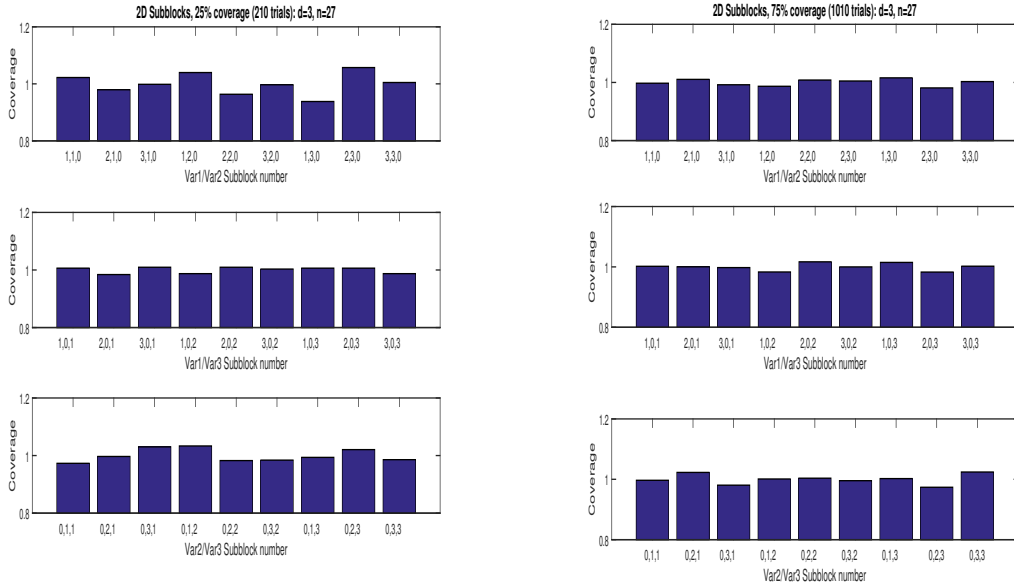 2D Subblocks, 25% coverage (210 trials): d=3, n=27
1.2
1
0.8
Coverage
1,1,0 2,1,0 3,1,0 1,2,0 2,2,0 3,2,0 1,3,0 2,3,0 3,3,0
Var1/Var2 Subblock number
1.2
1
0.8
Coverage
1,0,1 2,0,1 3,0,1 1,0,2 2,0,2 3,0,2 1,0,3 2,0,3 3,0,3
Var1/Var3 Subblock number
1.2
1
0.8
Coverage
0,1,1 0,2,1 0,3,1 0,1,2 0,2,2 0,3,2 0,1,3 0,2,3 0,3,3
Var2/Var3 Subblock number
2D Subblocks, 75% coverage (1010 trials): d=3, n=27
1.2
1
0.8
Coverage
1,1,0 2,1,0 3,1,0 1,2,0 2,2,0 2,3,0 1,3,0 2,3,0 3,3,0
Var1/Var2 Subblock number
1.2
1
0.8
Coverage
1,0,1 2,0,1 3,0,1 1,0,2 2,0,2 3,0,2 1,0,3 2,0,3 3,0,3
Var1/Var3 Subblock number
1.2
1
0.8
Coverage
0,1,1 0,2,1 0,3,1 0,1,2 0,2,2 0,3,2 0,1,3 0,2,3 0,3,3
Var2/Var3 Subblock number